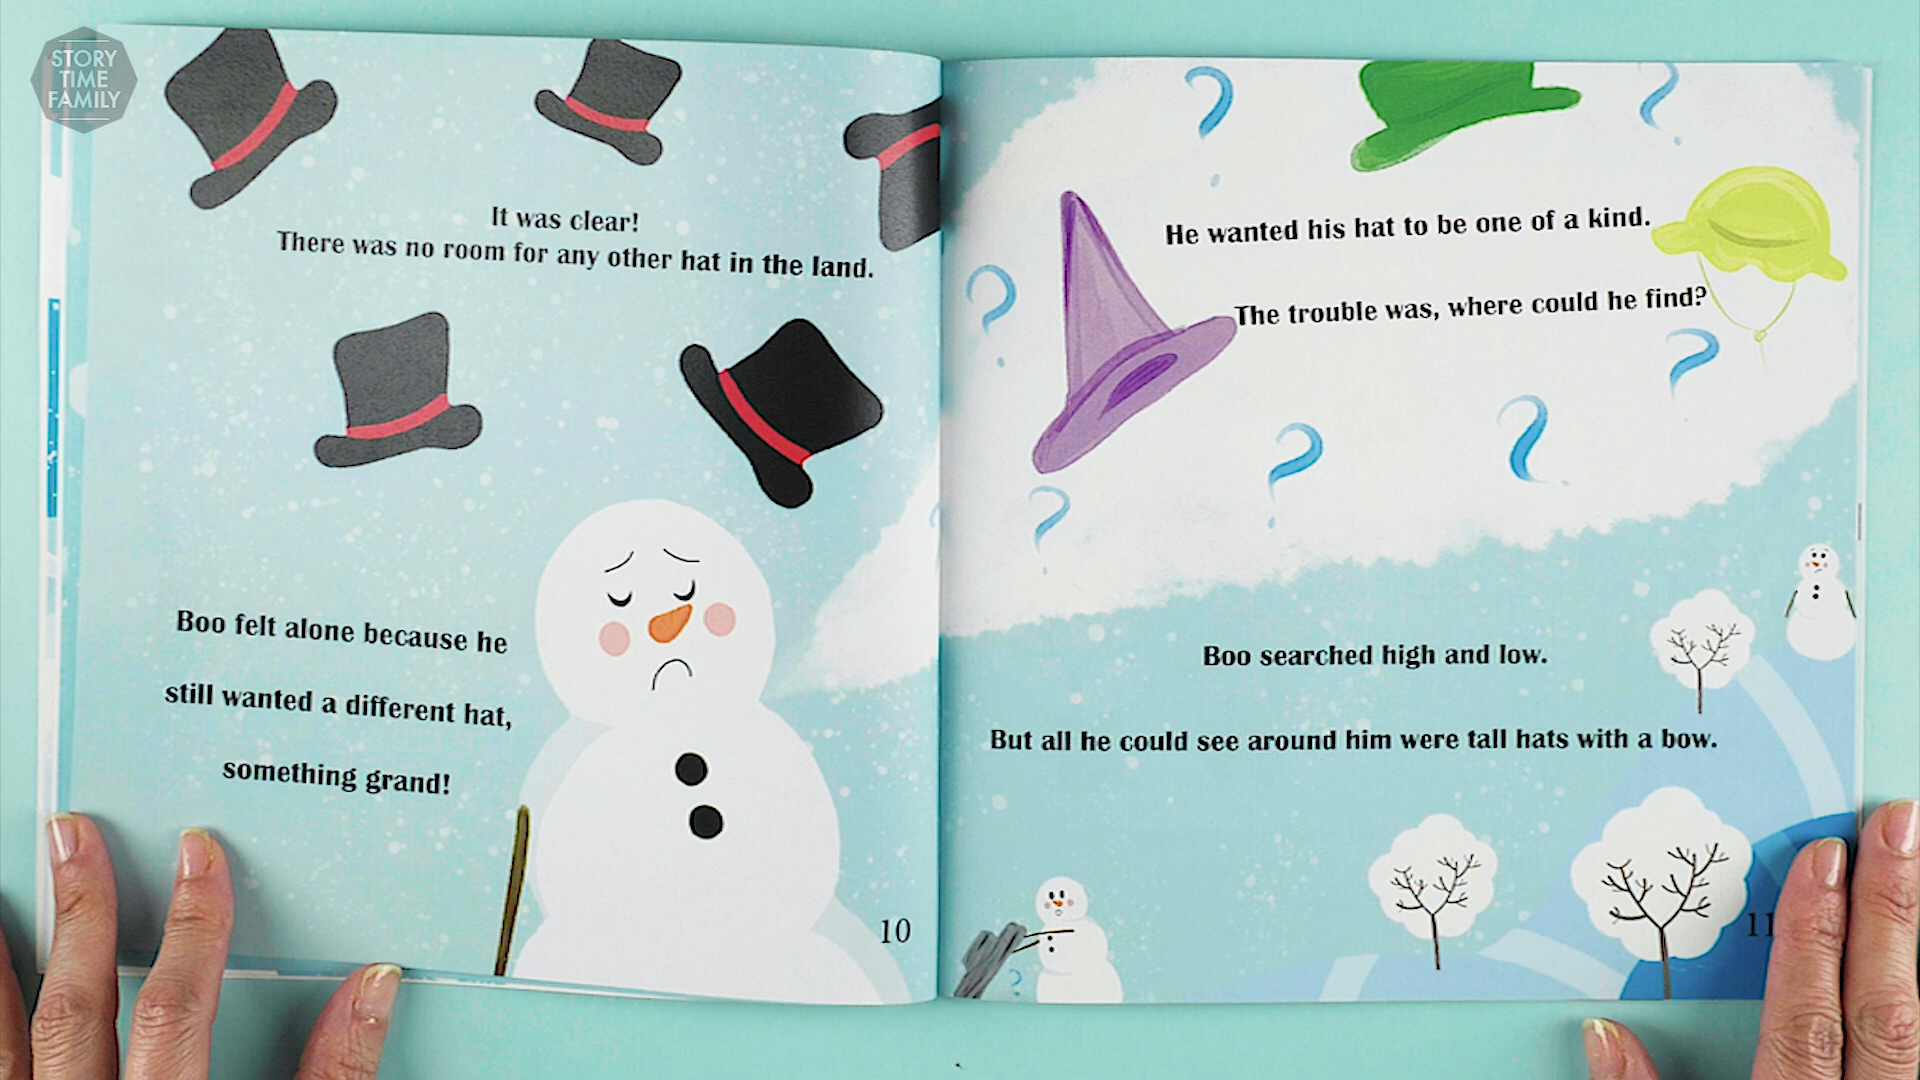 STORY
TIME
FAMILY
It was clear!
There was no room for any other hat in the land.
Boo felt alone because he
still wanted a different hat,
something grand!
10
He wanted his hat to be one of a kind.
The trouble was, where could he find?
Boo searched high and low.
But all he could see around him were tall hats with a bow.
11